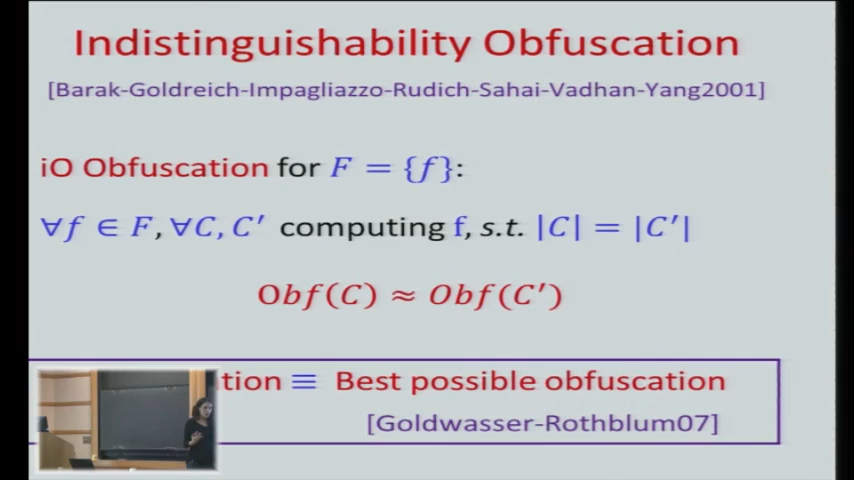 Indistinguishability Obfuscation
[Barak-Goldreich-Impagliazzo-Rudich-Sahai-Vadhan-Yang2001]
iO Obfuscation for F = {f}:
∀f ∈ F, ∀C, C′ computing f, s.t. |C| = |C′|
Obf(C) ≈ Obf(C′)
tion ≡ Best possible obfuscation
[Goldwasser-Rothblum07]